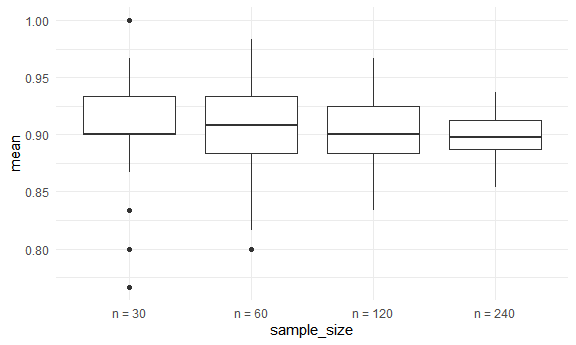 1.00
0.95
0.90
0.85
0.80
mean
n = 30 n = 60 n = 120 n = 240
sample_size